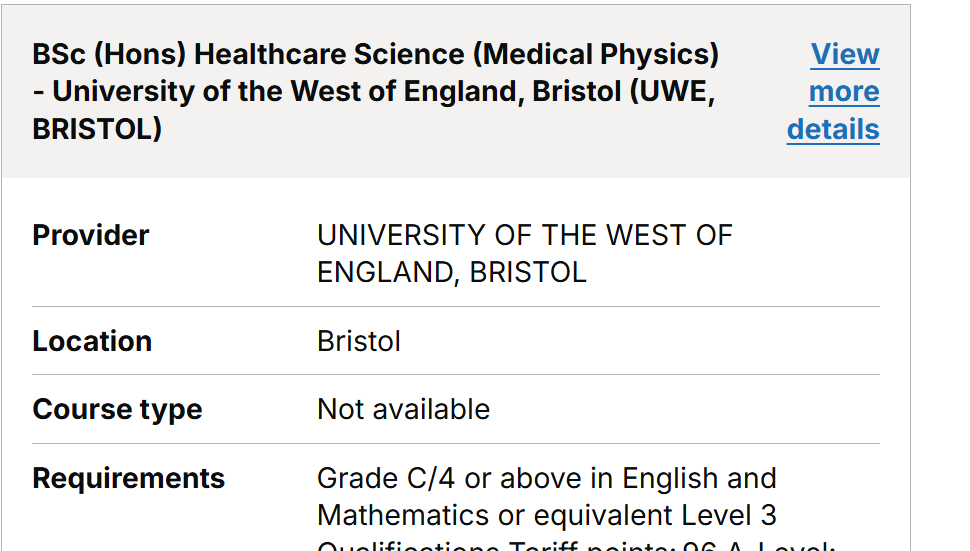 BSc (Hons) Healthcare Science (Medical Physics)
- University of the West of England, Bristol (UWE,
BRISTOL)
View
more
details
Provider
UNIVERSITY OF THE WEST OF
ENGLAND, BRISTOL
Location
Bristol
Course type
Not available
Requirements
Grade C/4 or above in English and
Mathematics or equivalent Level 3
Qualifications Tariff points: 96 A-Level: